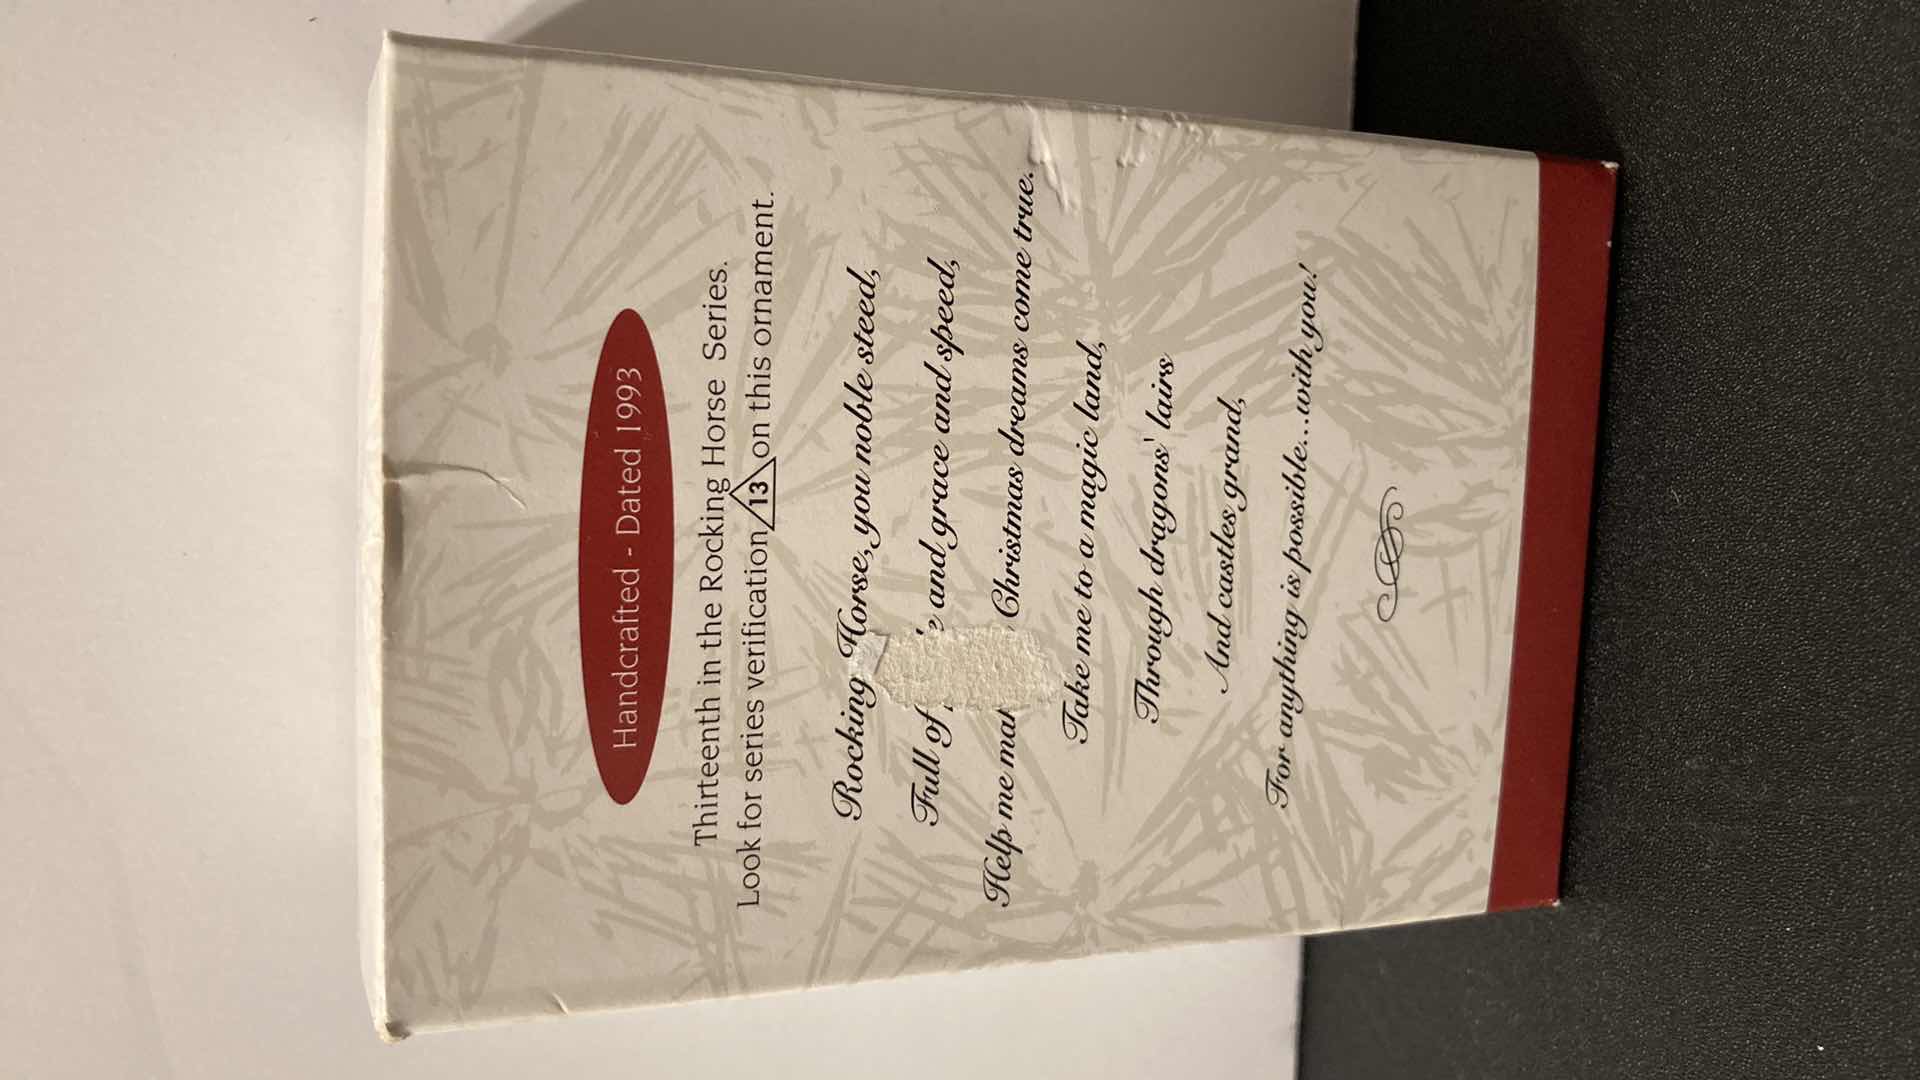 Handcrafted - Dated 1993
Thirteenth in the Rocking Horse Series.
Look for series verification 13 on this ornament.
Rocking Horse, you noble steed,
Full of and grace and speed,
Help me Christmas dreams come true.
Take me to a magic land,
Through dragons' lairs
And castles grand,
For anything is possible...with you!